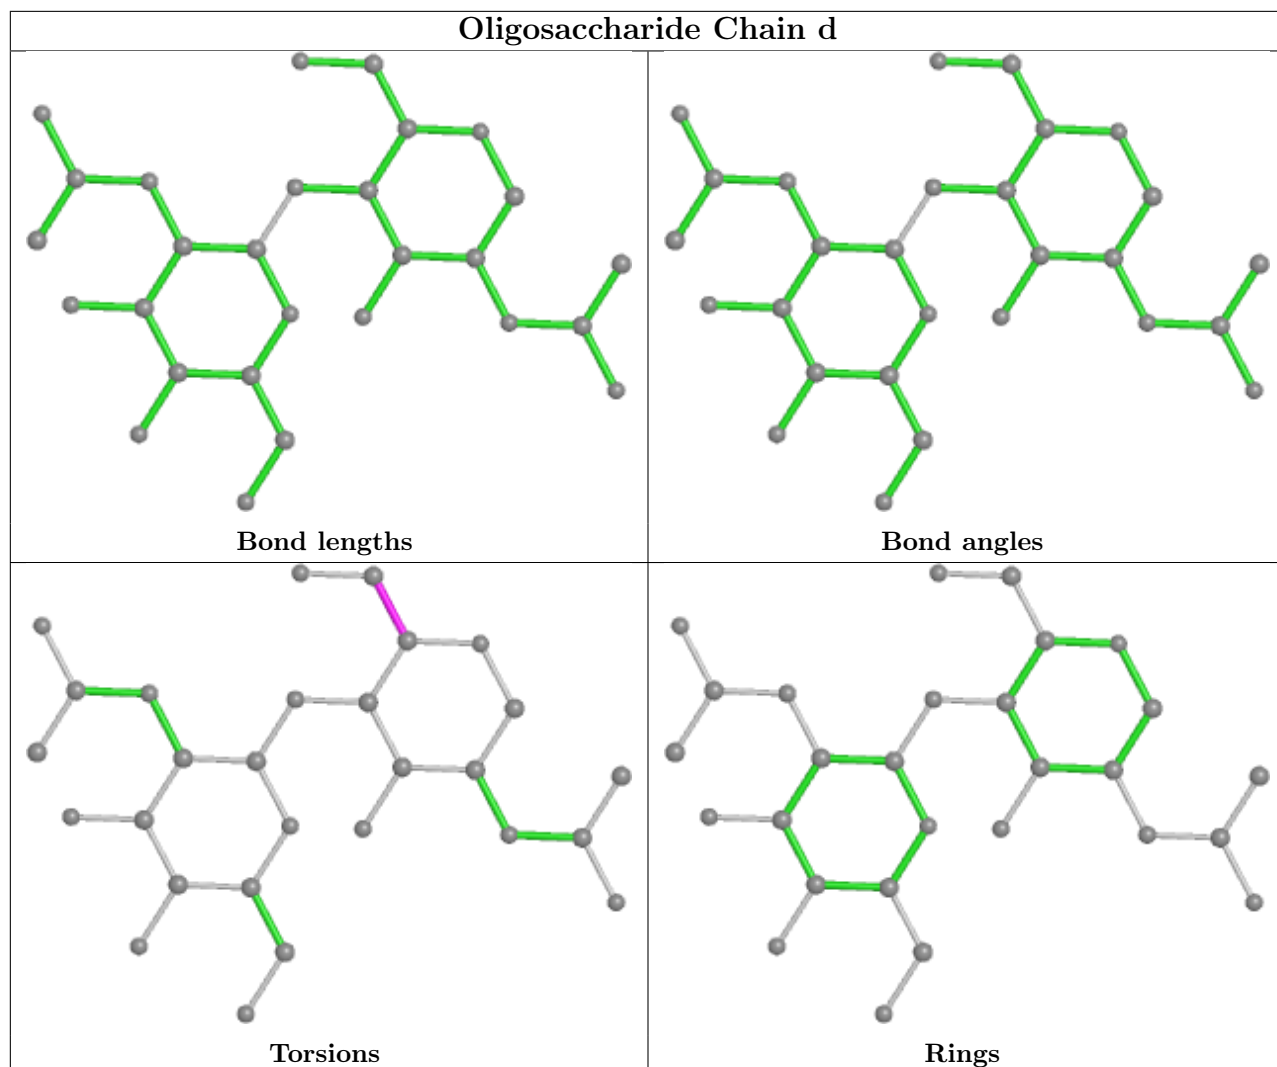 Oligosaccharide Chain d
Bond lengths
Bond angles
Torsions
Rings